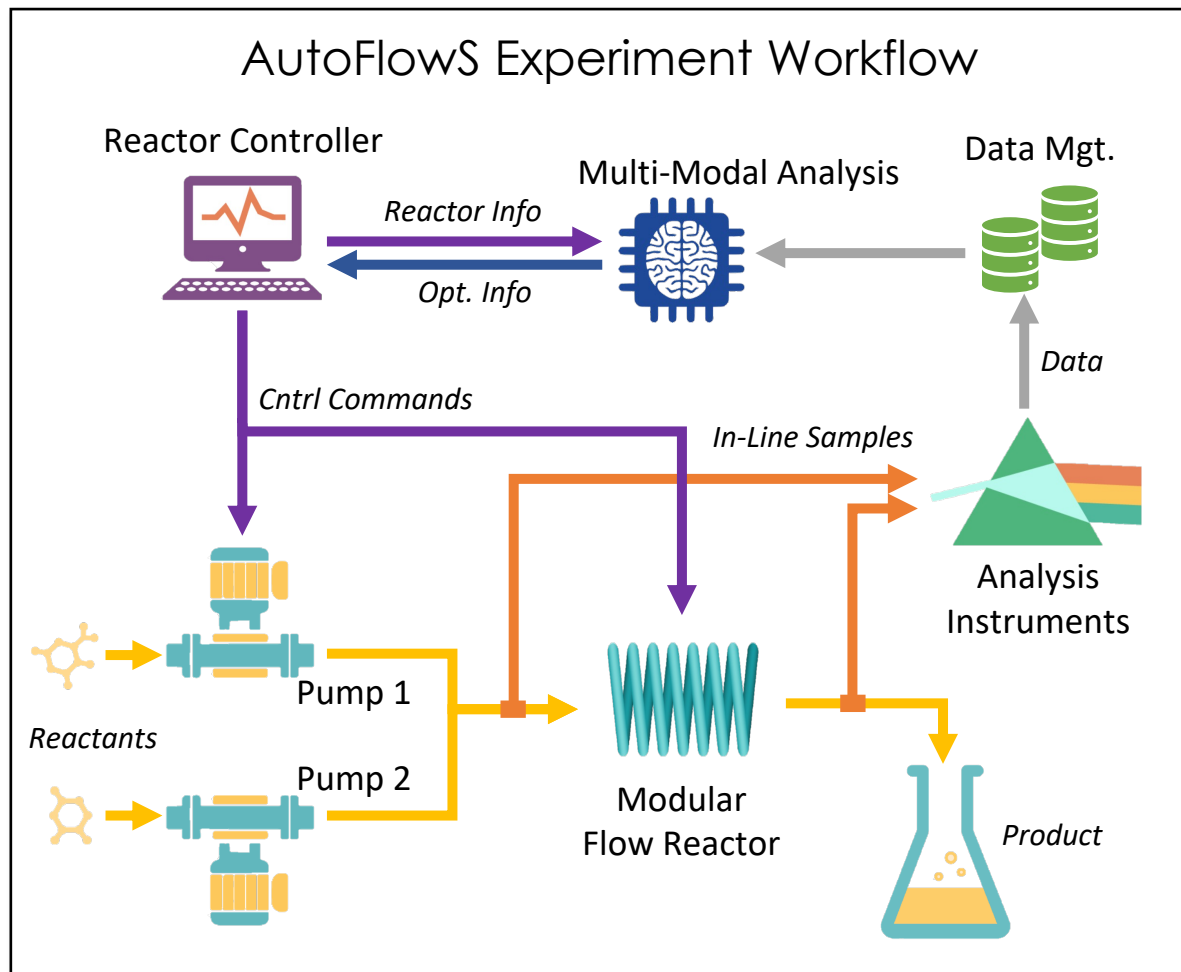 AutoFlowS Experiment Workflow
Reactor Controller
Multi-Modal Analysis
Data Mgt.
Reactor Info
Opt. Info
Data
Cntrl Commands
In-Line Samples
Analysis
Instruments
Pump 1
Reactants
Pump 2
Modular
Flow Reactor
Product